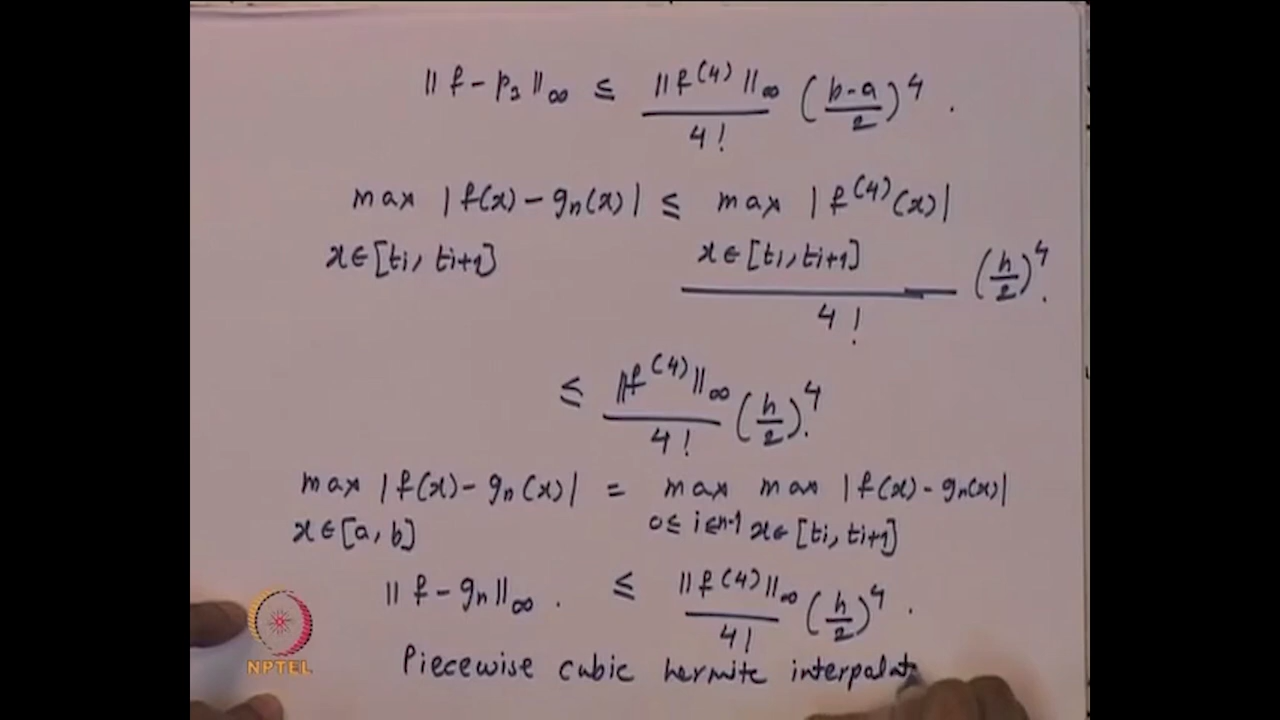 ‖ f - p₃ ‖∞ ≤ ‖ f⁽⁴⁾ ‖∞ / 4! ( (b-a)/2 )⁴ .
max | f(x) - gn(x) | ≤ max | f⁽⁴⁾(x) |
x ∈ [ti, ti+1] x ∈ [ti, ti+1] / 4! ( h/2 )⁴ .
≤ ‖ f⁽⁴⁾ ‖∞ / 4! ( h/2 )⁴ .
max | f(x) - gn(x) | = max max | f(x) - gn(x) |
x ∈ [a, b] 0 ≤ i ≤ n-1 x ∈ [ti, ti+1]
‖ f - gn ‖∞ . ≤ ‖ f⁽⁴⁾ ‖∞ / 4! ( h/2 )⁴ .
Piecewise cubic hermite interpolat
NPTEL